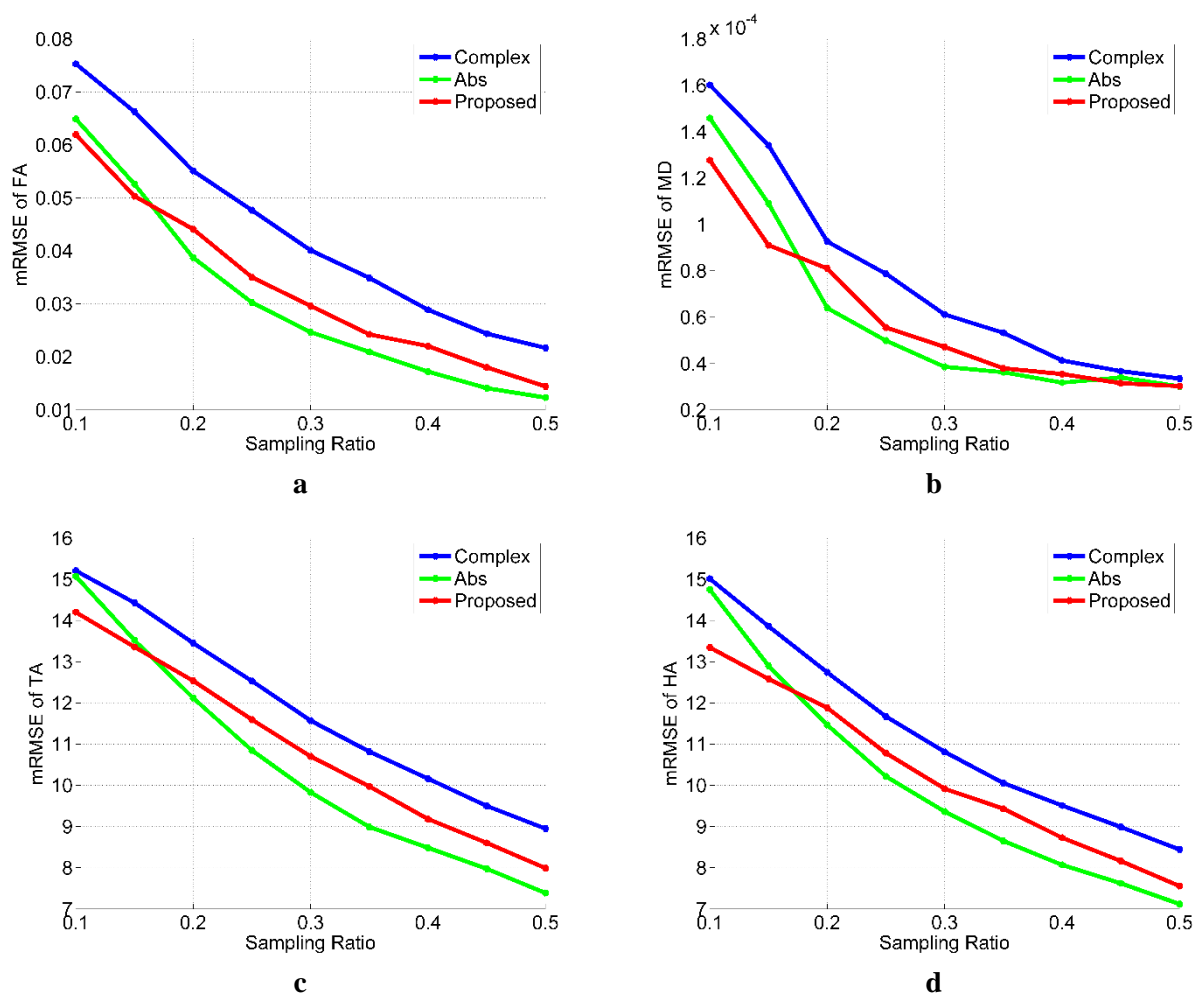 mRMSE of FA
0.08
0.07
0.06
0.05
0.04
0.03
0.02
0.01
0.1
0.2
0.3
0.4
0.5
Sampling Ratio
Complex
Abs
Proposed
a
x 10-4
mRMSE of MD
1.8
1.6
1.4
1.2
1
0.8
0.6
0.4
0.2
0.1
0.2
0.3
0.4
0.5
Sampling Ratio
Complex
Abs
Proposed
b
mRMSE of TA
16
15
14
13
12
11
10
9
8
7
0.1
0.2
0.3
0.4
0.5
Sampling Ratio
Complex
Abs
Proposed
c
mRMSE of HA
16
15
14
13
12
11
10
9
8
7
0.1
0.2
0.3
0.4
0.5
Sampling Ratio
Complex
Abs
Proposed
d